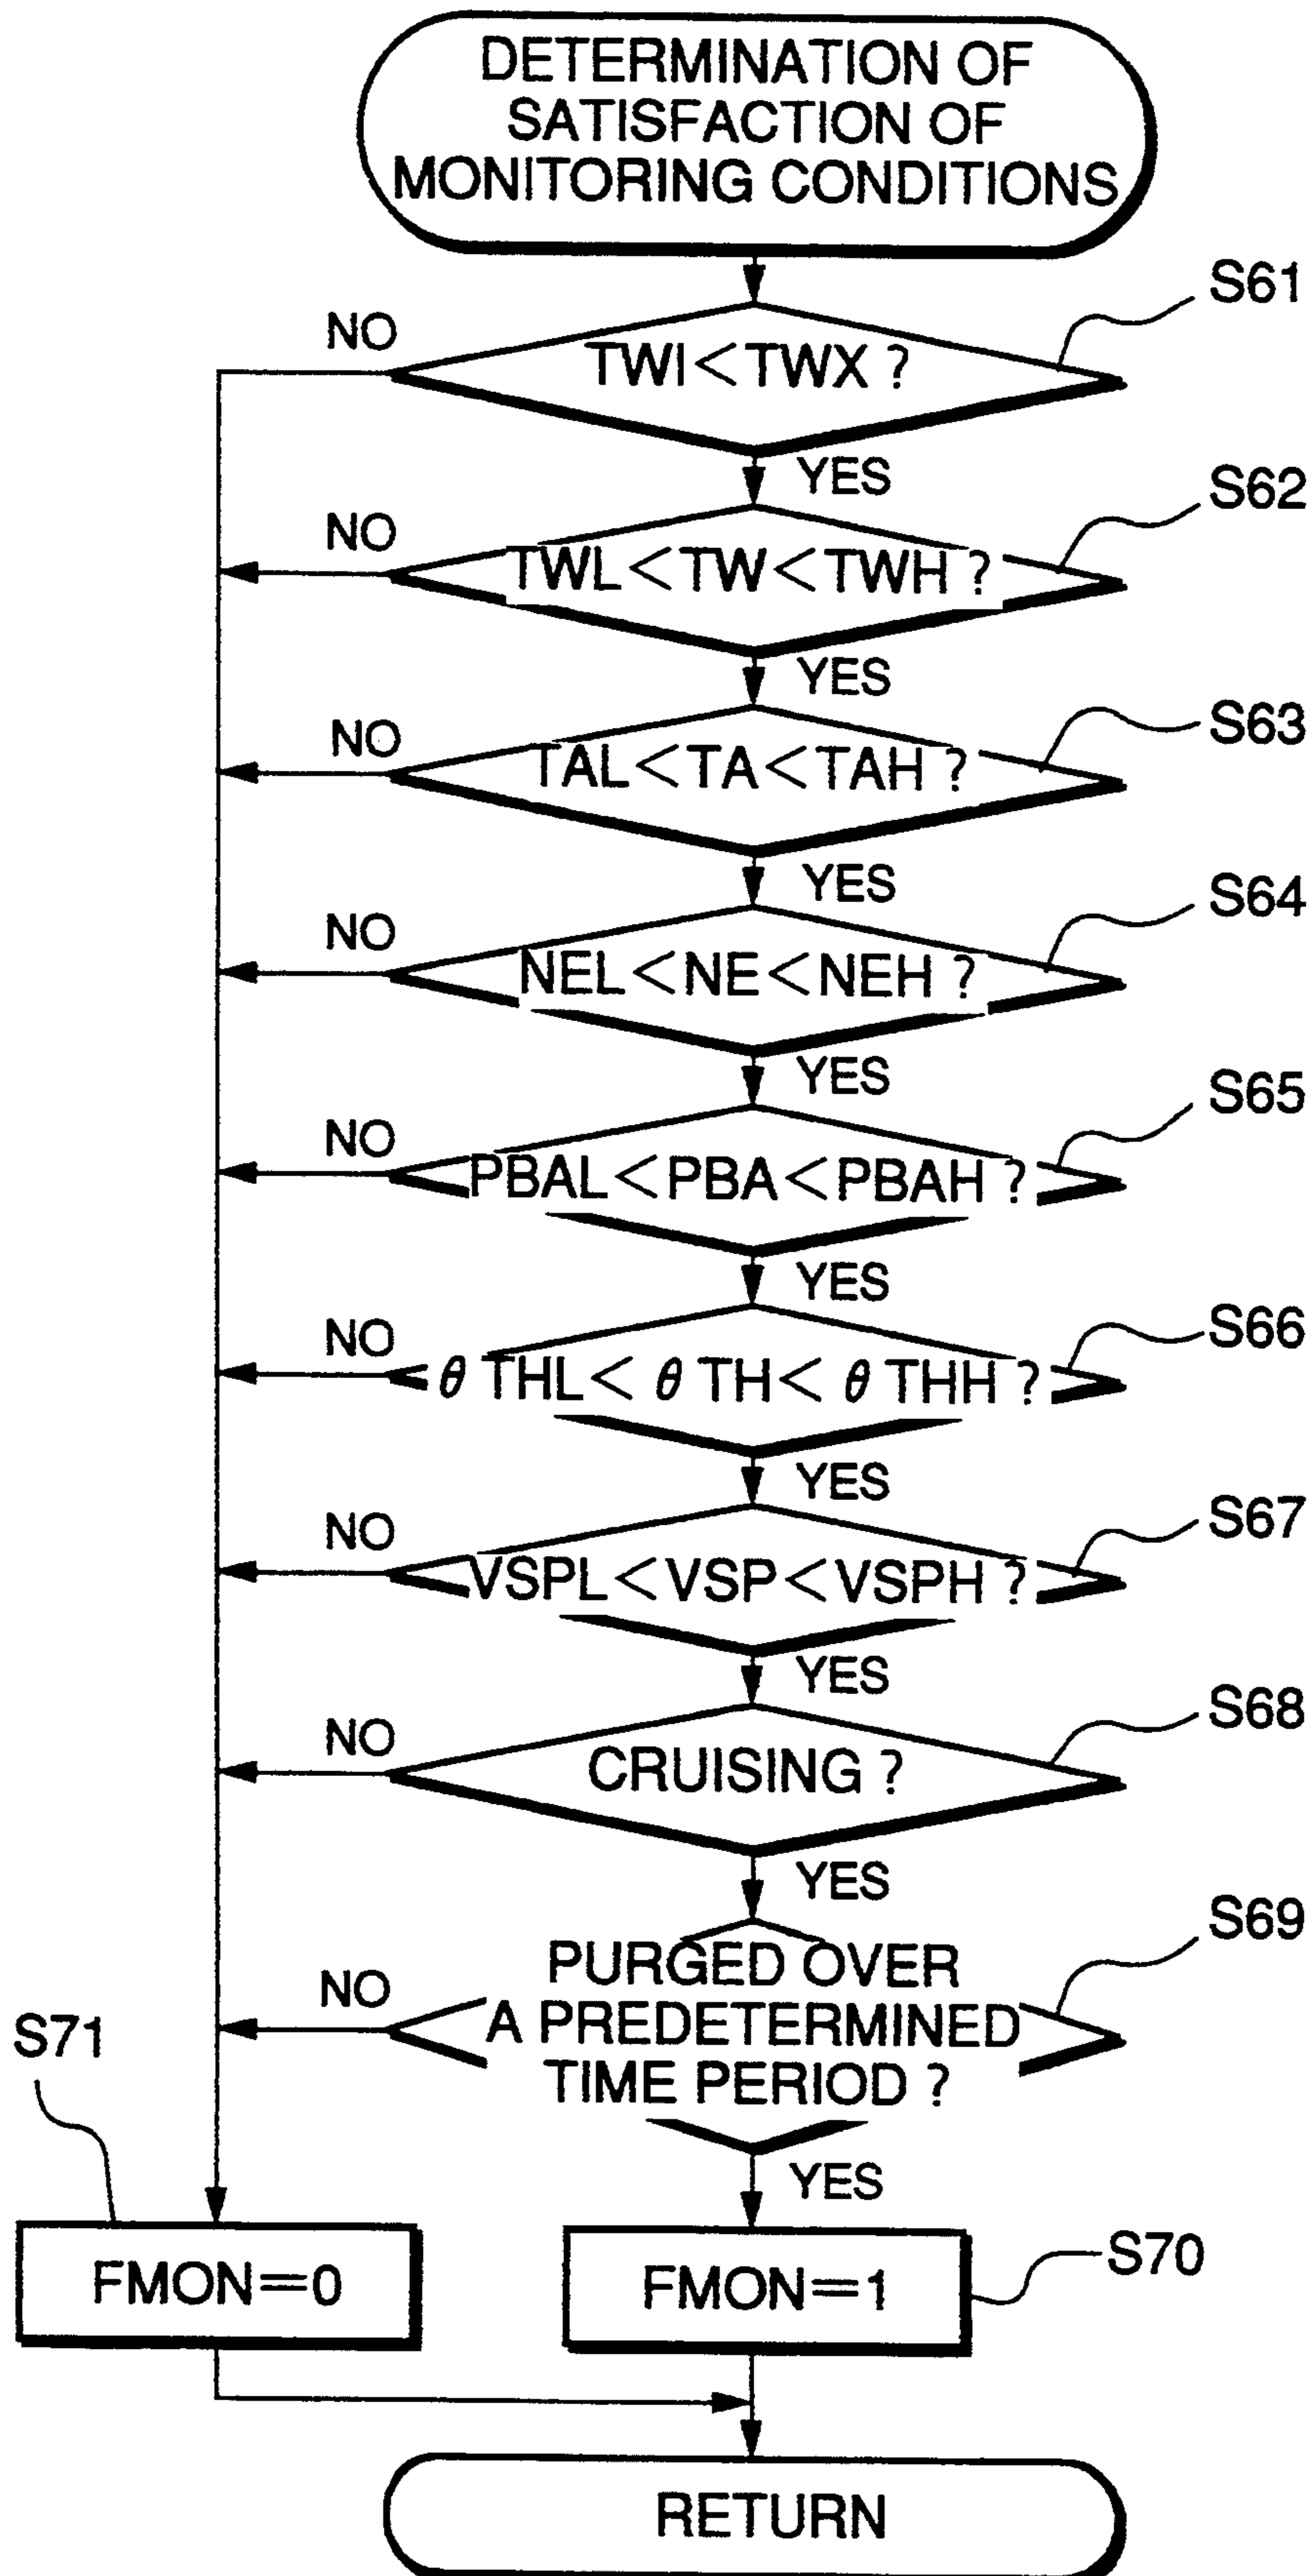 DETERMINATION OF
SATISFACTION OF
MONITORING CONDITIONS
S61
NO
TWI<TWX ?
YES
S62
NO
TWL<TW<TWH ?
YES
S63
NO
TAL<TA<TAH ?
YES
S64
NO
NEL<NE<NEH ?
YES
S65
NO
PBAL<PBA<PBAH ?
YES
S66
NO
θ THL< θ TH< θ THH ?
YES
S67
NO
VSPL<VSP<VSPH ?
YES
S68
NO
CRUISING ?
YES
S69
NO
PURGED OVER
A PREDETERMINED
TIME PERIOD ?
YES
S71
FMON=0
FMON=1
S70
RETURN